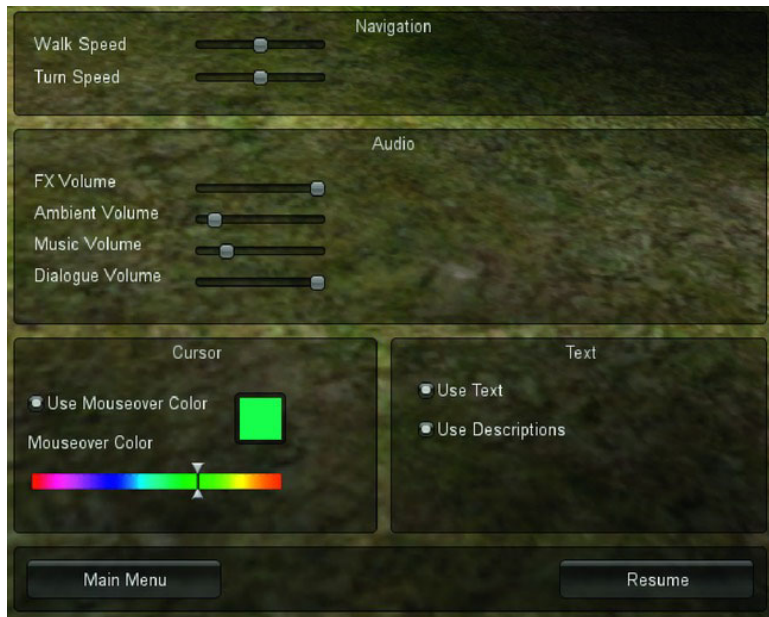 Navigation
Walk Speed
Turn Speed
Audio
FX Volume
Ambient Volume
Music Volume
Dialogue Volume
Cursor
Use Mouseover Color
Mouseover Color
Text
Use Text
Use Descriptions
Main Menu
Resume